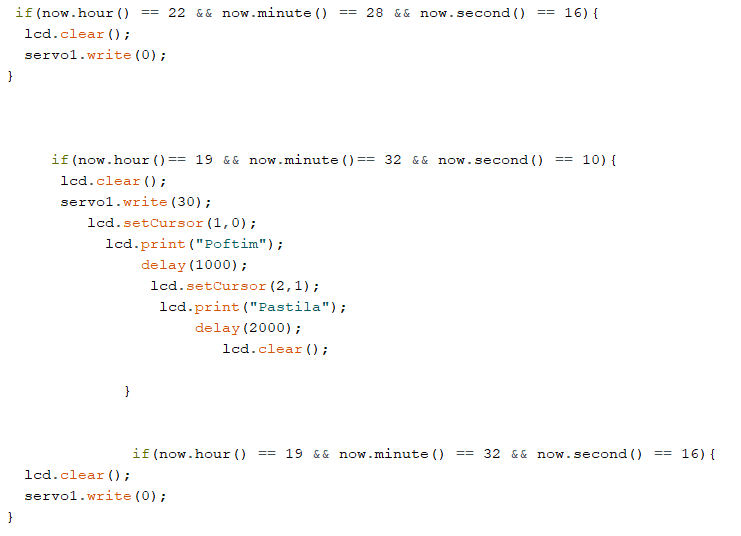 if(now.hour() == 22 && now.minute() == 28 && now.second() == 16){
lcd.clear();
servo1.write(0);
}
if(now.hour()== 19 && now.minute()== 32 && now.second() == 10){
lcd.clear();
servo1.write(30);
lcd.setCursor(1,0);
lcd.print("Poftim");
delay(1000);
lcd.setCursor(2,1);
lcd.print("Pastila");
delay(2000);
lcd.clear();
}
if(now.hour() == 19 && now.minute() == 32 && now.second() == 16){
lcd.clear();
servo1.write(0);
}